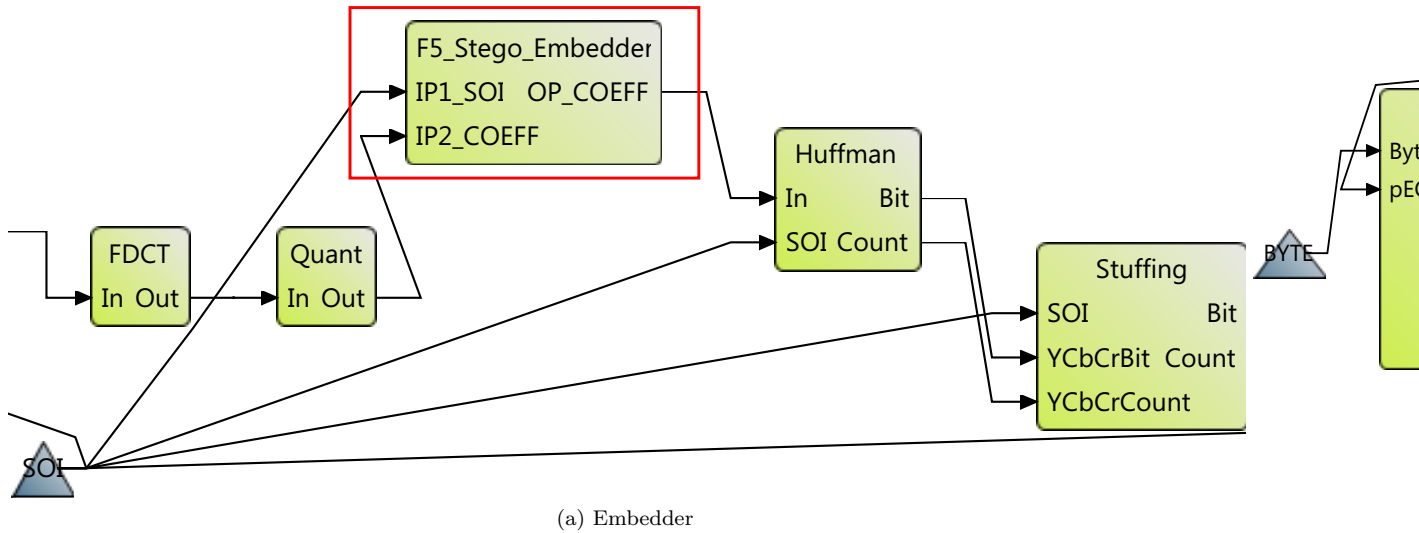 F5_Stego_Embedder
IP1_SOI OP_COEFF
IP2_COEFF
Huffman
In Bit
SOI Count
FDCT
In Out
Quant
In Out
Stuffing
SOI Bit
YCbCrBit Count
YCbCrCount
SOI
BYTE
(a) Embedder